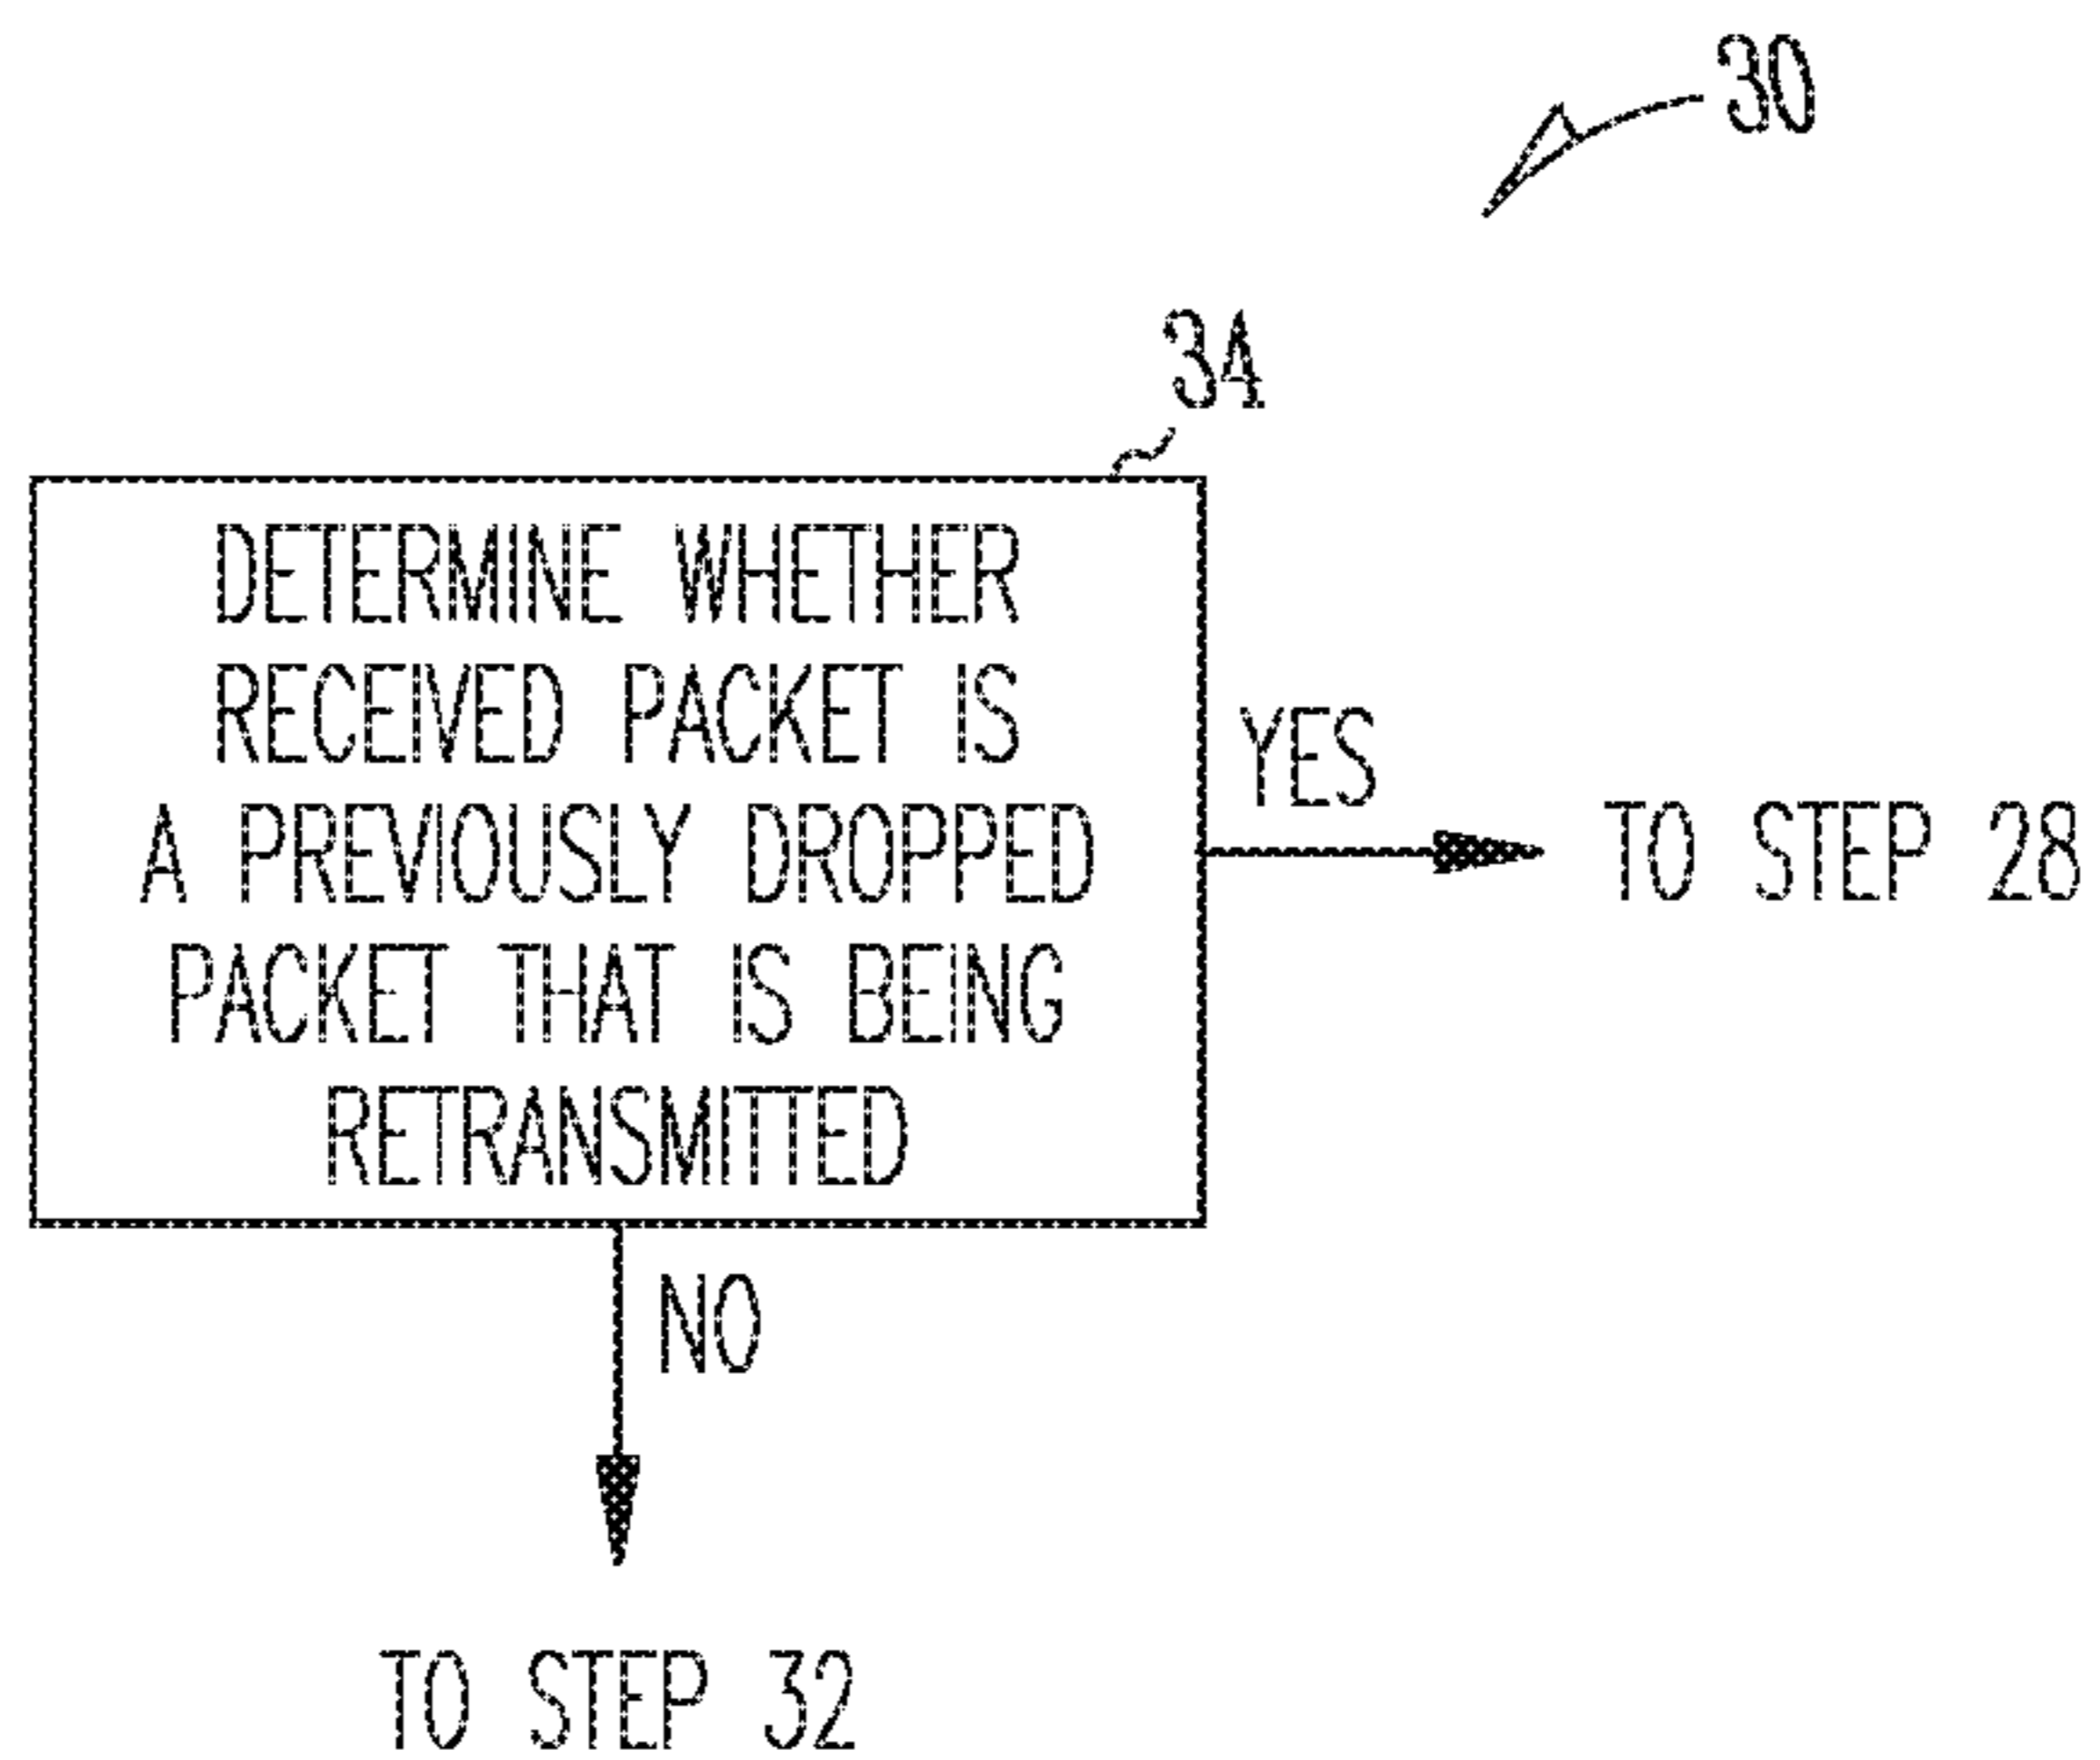 30
34
DETERMINE WHETHER
RECEIVED PACKET IS
A PREVIOUSLY DROPPED
PACKET THAT IS BEING
RETRANSMITTED
YES
TO STEP 28
NO
TO STEP 32